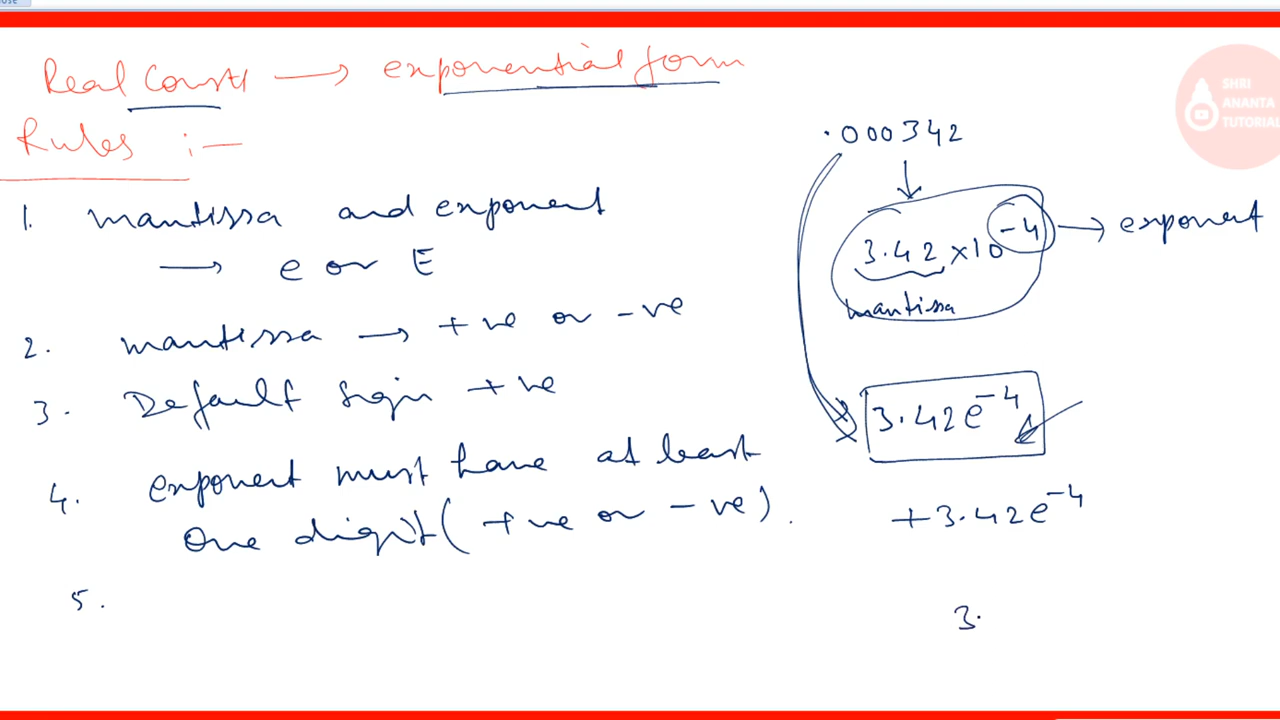 Real Const → exponential form
Rules :-
1. mantissa and exponent
→ e or E
2. mantissa → +ve or -ve
3. Default sign +ve
4. exponent must have at least
one digit (+ve or -ve).
5.
.000342
↓
3.42 × 10⁻⁴ → exponent
mantissa
3.42e⁻⁴
+3.42e⁻⁴
3.
SHRI
ANANTA
TUTORIAL